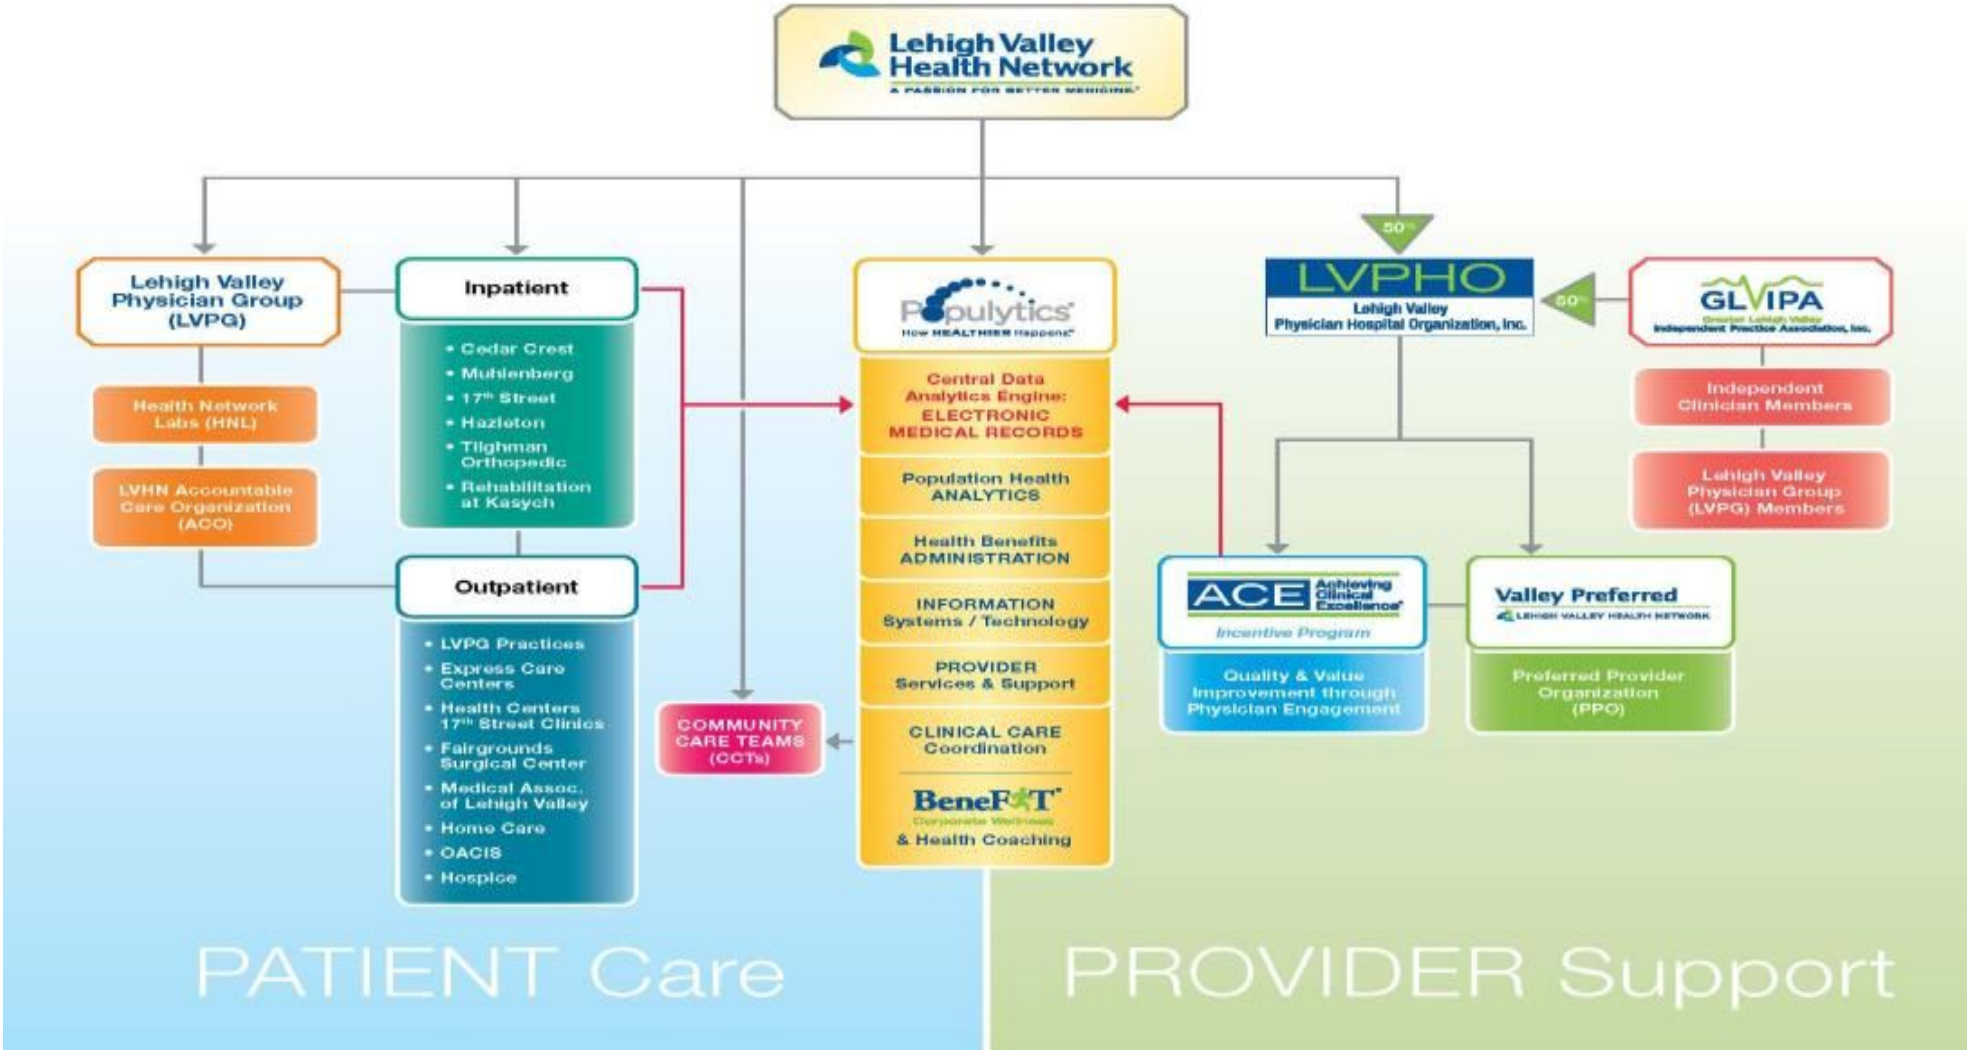 Lehigh Valley
Health Network
A PASSION FOR BETTER MEDICINE.™
Lehigh Valley
Physician Group
(LVPG)
Health Network
Labs (HNL)
LVHN Accountable
Care Organization
(ACO)
Inpatient
• Cedar Crest
• Muhlenberg
• 17th Street
• Hazleton
• Tilghman
Orthopedic
• Rehabilitation
at Kasych
Outpatient
• LVPG Practices
• Express Care
Centers
• Health Centers
17th Street Clinics
• Fairgrounds
Surgical Center
• Medical Assoc.
of Lehigh Valley
• Home Care
• OACIS
• Hospice
COMMUNITY
CARE TEAMS
(CCTs)
Populytics®
How HEALTHIER Happens℠
Central Data
Analytics Engine:
ELECTRONIC
MEDICAL RECORDS
Population Health
ANALYTICS
Health Benefits
ADMINISTRATION
INFORMATION
Systems / Technology
PROVIDER
Services & Support
CLINICAL CARE
Coordination
BeneFIT®
Corporate Wellness
& Health Coaching
50%
LVPHO
Lehigh Valley
Physician Hospital Organization, Inc.
50%
GLVIPA
Greater Lehigh Valley
Independent Practice Association, Inc.
Independent
Clinician Members
Lehigh Valley
Physician Group
(LVPG) Members
ACE
Achieving
Clinical
Excellence®
Incentive Program
Quality & Value
Improvement through
Physician Engagement
Valley Preferred
LEHIGH VALLEY HEALTH NETWORK
Preferred Provider
Organization
(PPO)
PATIENT Care
PROVIDER Support